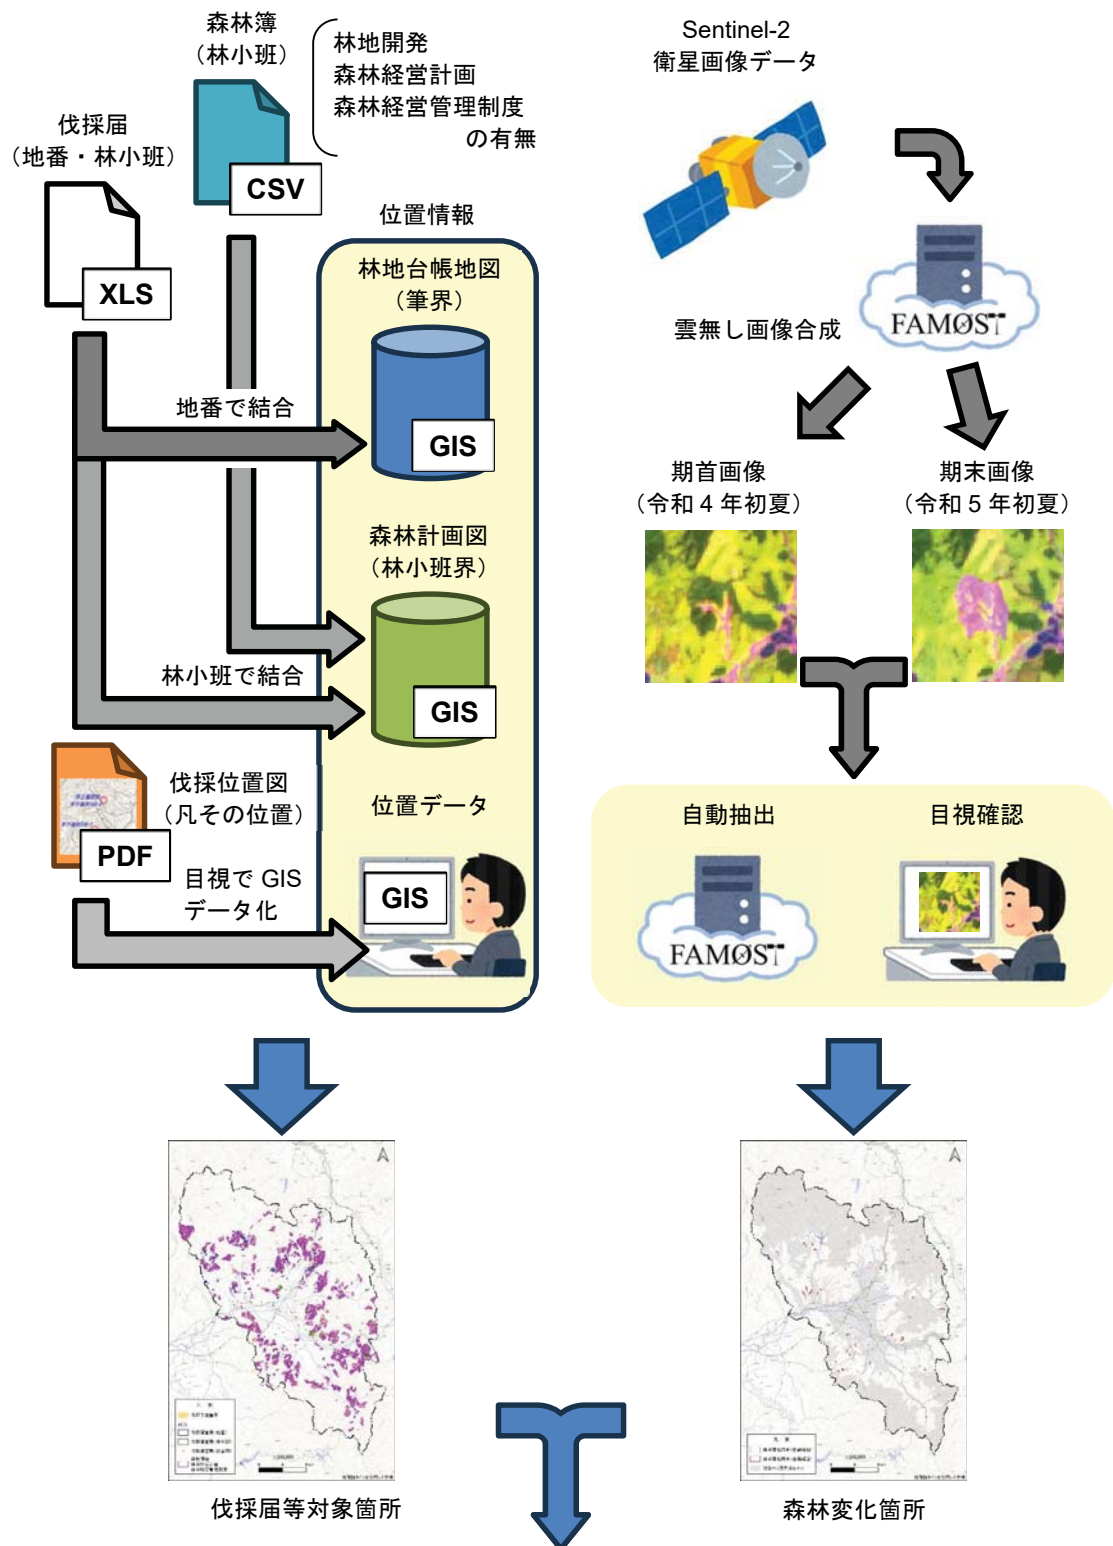 森林簿
（林小班）
林地開発
森林経営計画
森林経営管理制度
の有無
伐採届
（地番・林小班）
CSV
XLS
位置情報
林地台帳地図
（筆界）
地番で結合
GIS
森林計画図
（林小班界）
林小班で結合
GIS
伐採位置図
（凡その位置）
PDF
位置データ
目視で GIS
データ化
GIS
伐採届等対象箇所
Sentinel-2
衛星画像データ
FAMOST
雲無し画像合成
期首画像
（令和 4 年初夏）
期末画像
（令和 5 年初夏）
自動抽出
目視確認
FAMOST
森林変化箇所